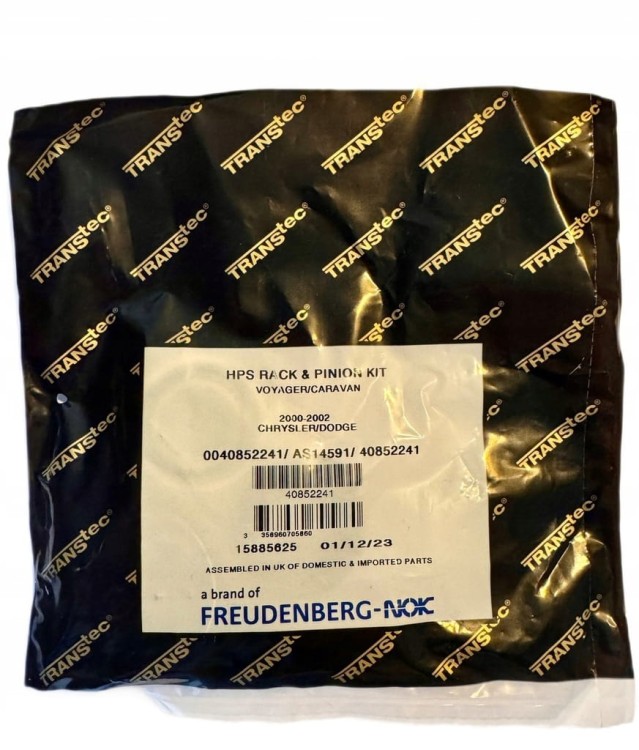 TRANStec®
HPS RACK & PINION KIT
VOYAGER/CARAVAN
2000-2002
CHRYSLER/DODGE
0040852241/ AS14591/ 40852241
40852241
3 358960705860
15885625 01/12/23
ASSEMBLED IN UK OF DOMESTIC & IMPORTED PARTS
a brand of
FREUDENBERG-NOK